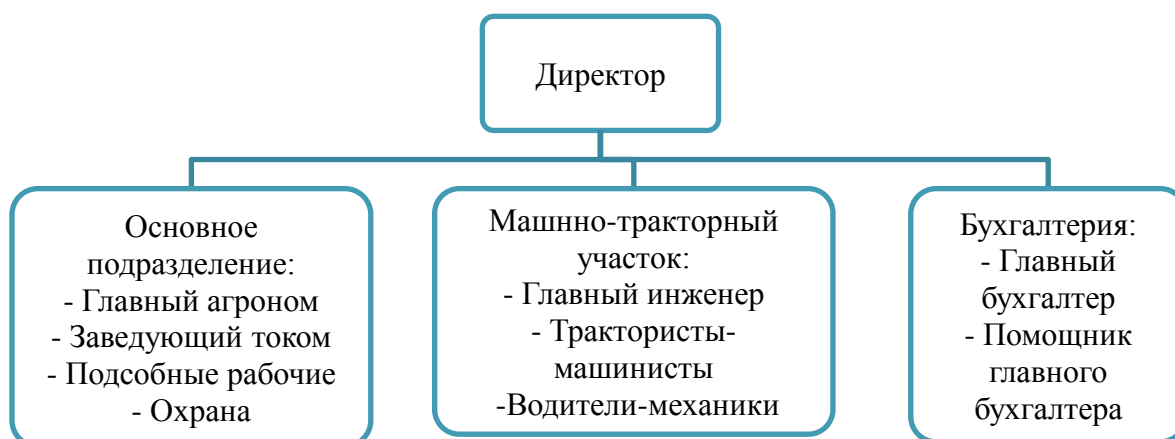 Директор
Основное
подразделение:
- Главный агроном
- Заведующий током
- Подсобные рабочие
- Охрана
Машнно-тракторный
участок:
- Главный инженер
- Трактористы-
машинисты
-Водители-механики
Бухгалтерия:
- Главный
бухгалтер
- Помощник
главного
бухгалтера